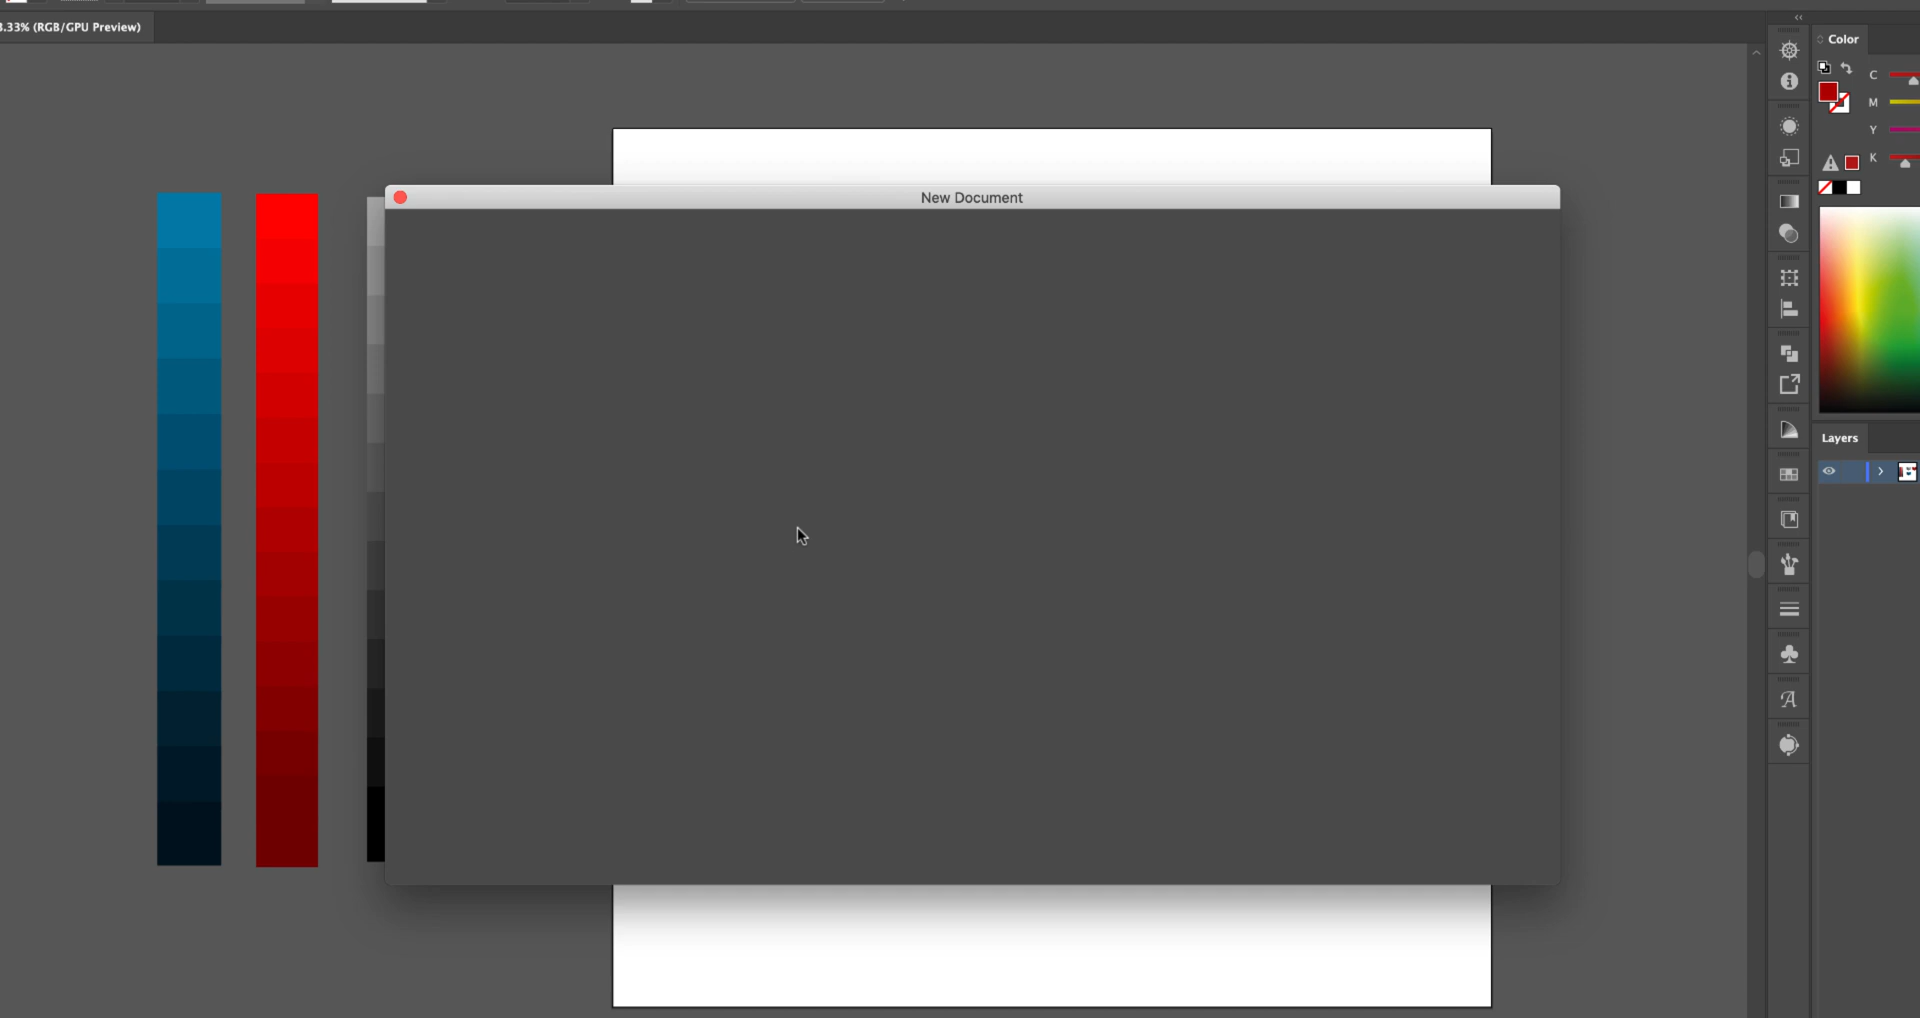 3.33% (RGB/GPU Preview)
Color
C
M
Y
K
New Document
Layers